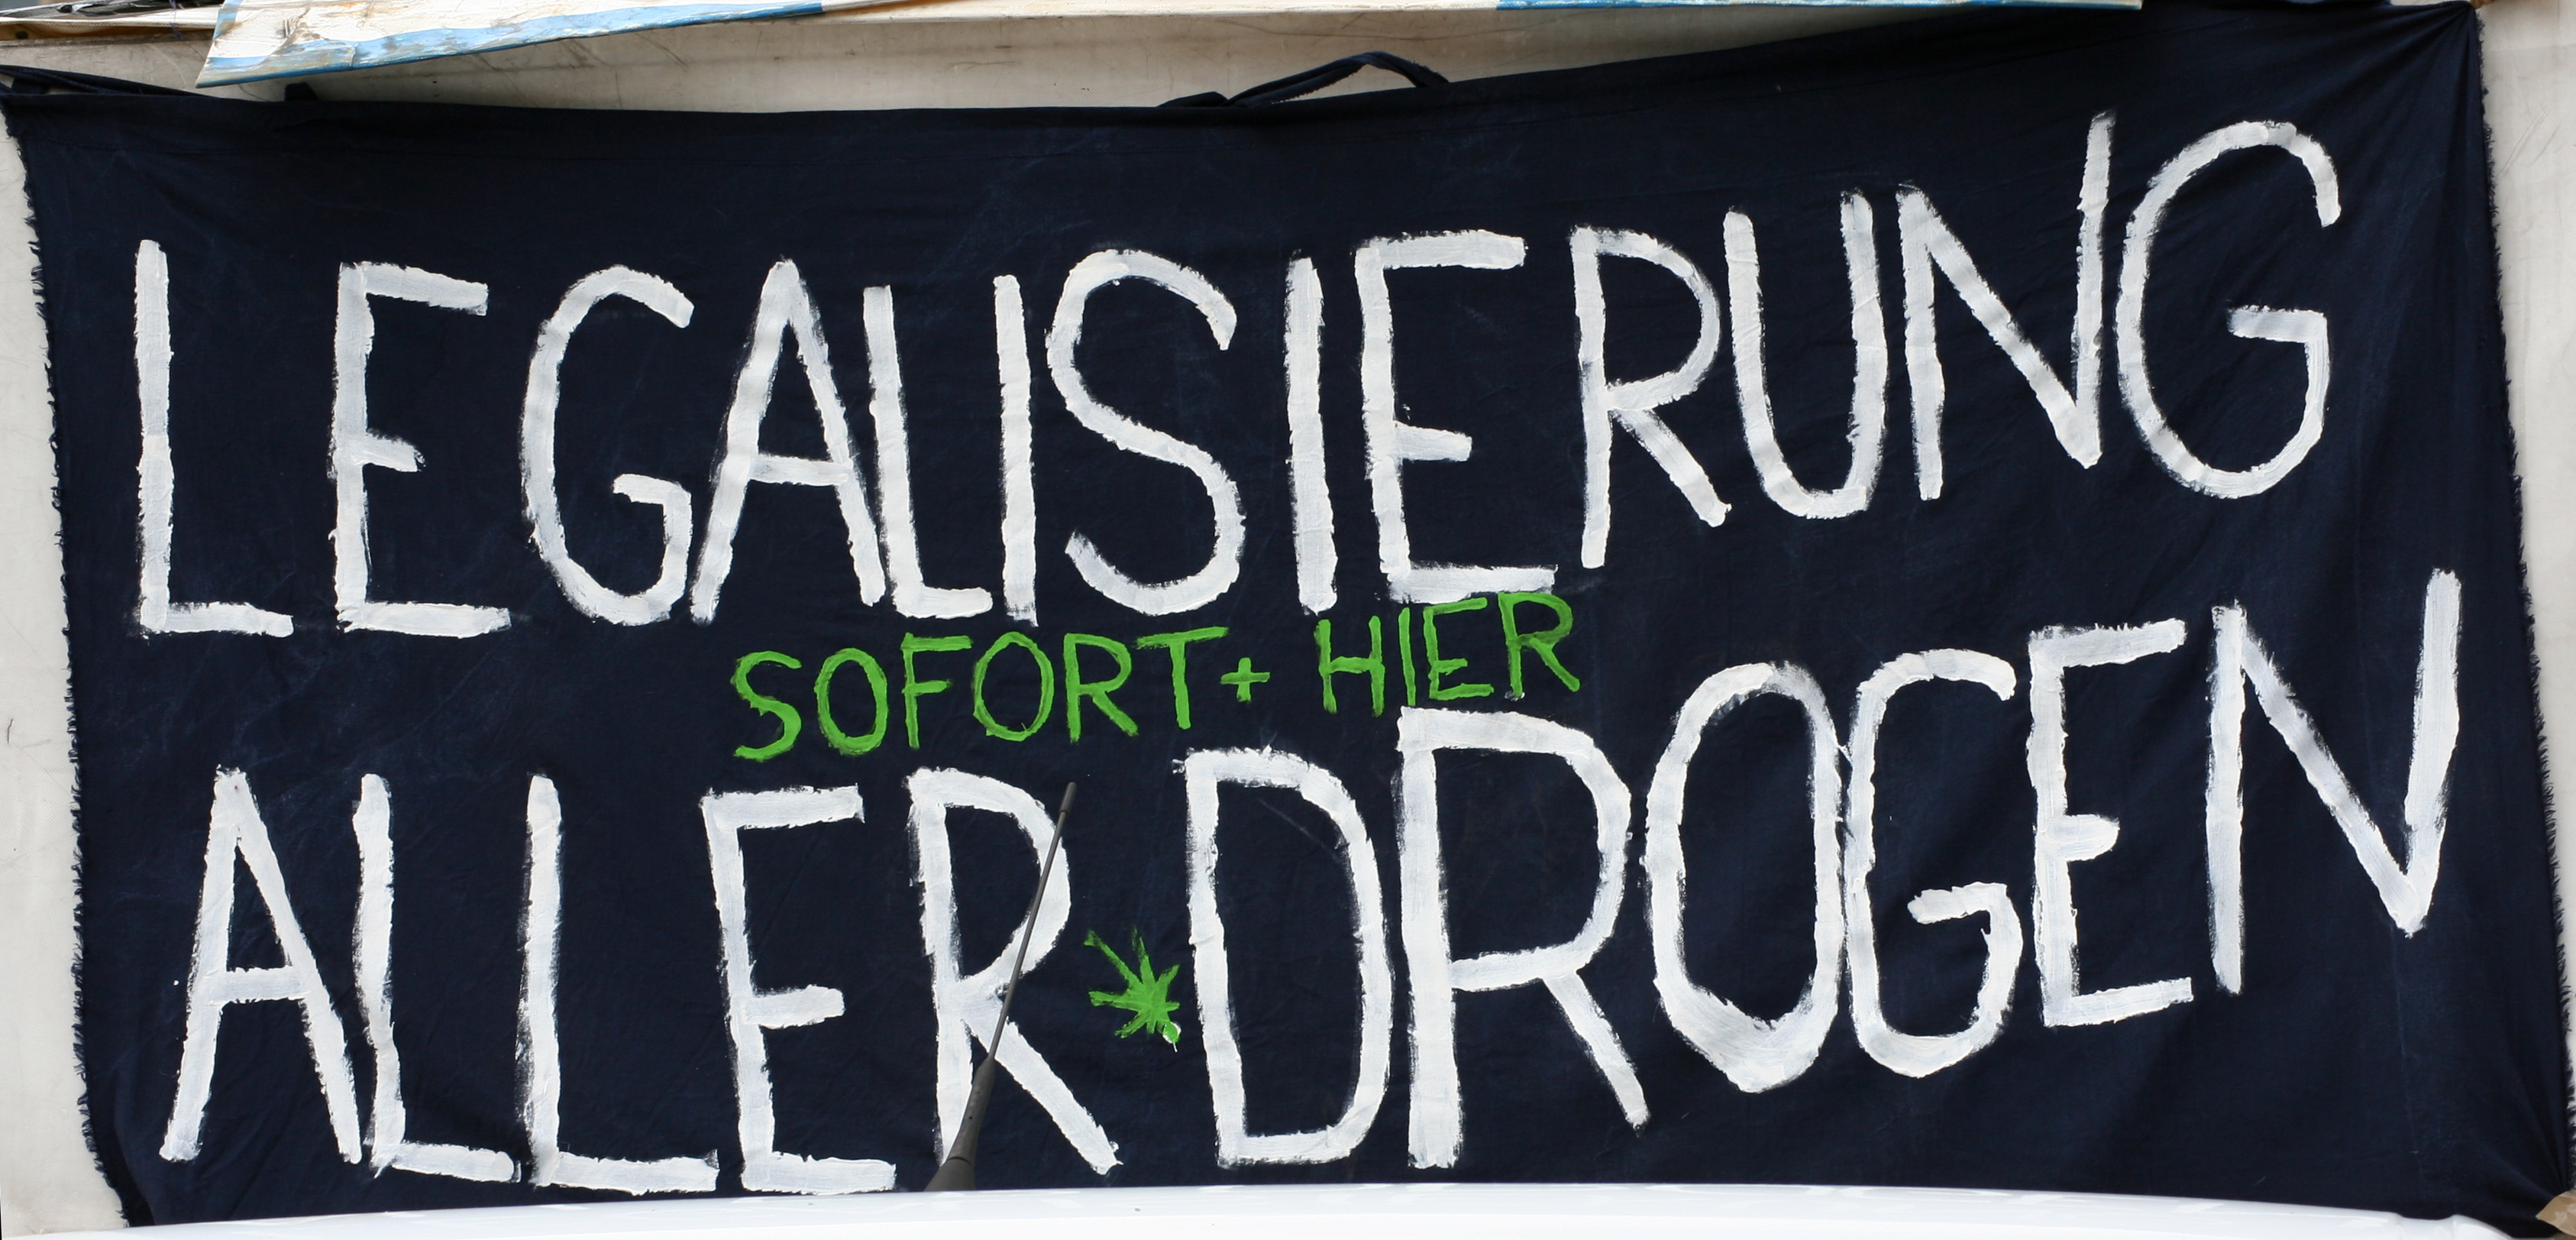 LEGALISIERUNG
SOFORT + HIER
ALLER DROGEN